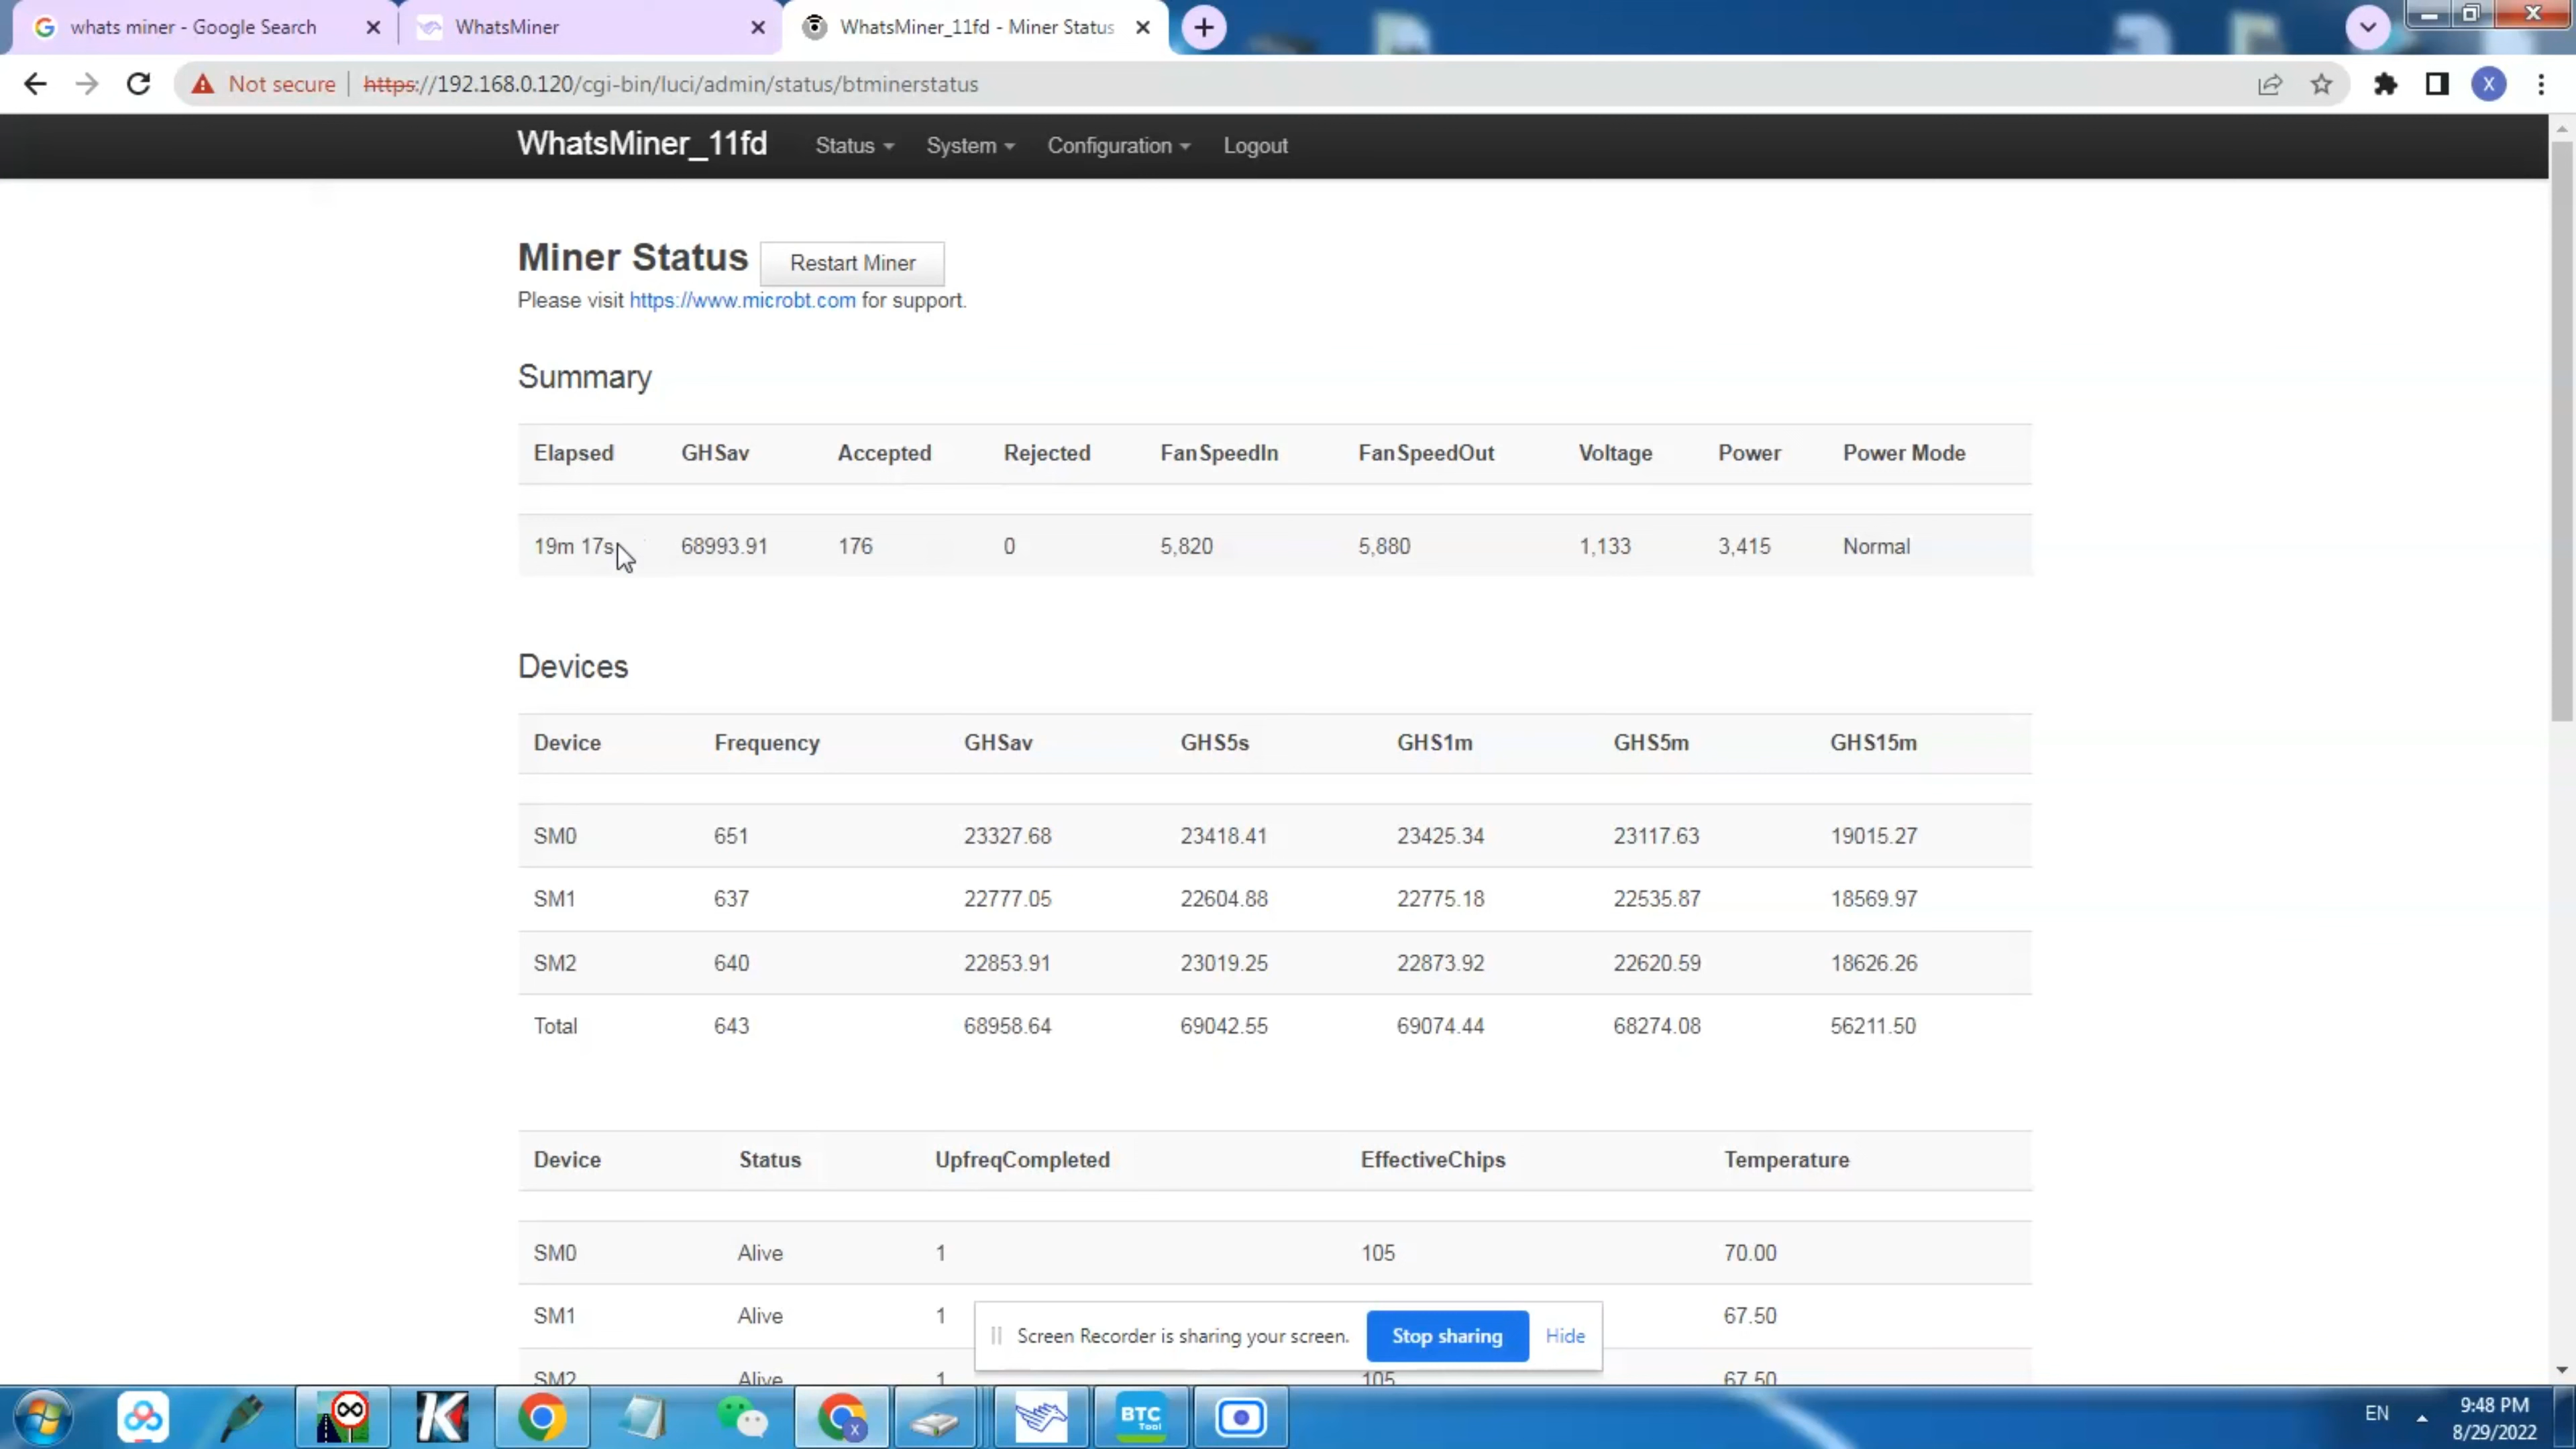 whats miner - Google Search
WhatsMiner
WhatsMiner_11fd - Miner Status
Not secure
https://192.168.0.120/cgi-bin/luci/admin/status/btminerstatus
X
WhatsMiner_11fd Status System Configuration Logout
Miner Status Restart Miner
Please visit https://www.microbt.com for support.
Summary
Elapsed GHSav Accepted Rejected FanSpeedIn FanSpeedOut Voltage Power Power Mode
19m 17s 68993.91 176 0 5,820 5,880 1,133 3,415 Normal
Devices
Device Frequency GHSav GHS5s GHS1m GHS5m GHS15m
SM0 651 23327.68 23418.41 23425.34 23117.63 19015.27
SM1 637 22777.05 22604.88 22775.18 22535.87 18569.97
SM2 640 22853.91 23019.25 22873.92 22620.59 18626.26
Total 643 68958.64 69042.55 69074.44 68274.08 56211.50
Device Status UpfreqCompleted EffectiveChips Temperature
SM0 Alive 1 105 70.00
SM1 Alive 1 67.50
Screen Recorder is sharing your screen. Stop sharing Hide
SM2 Alive 1 105 67.50
K
X
BTC
Tool
EN
9:48 PM
8/29/2022